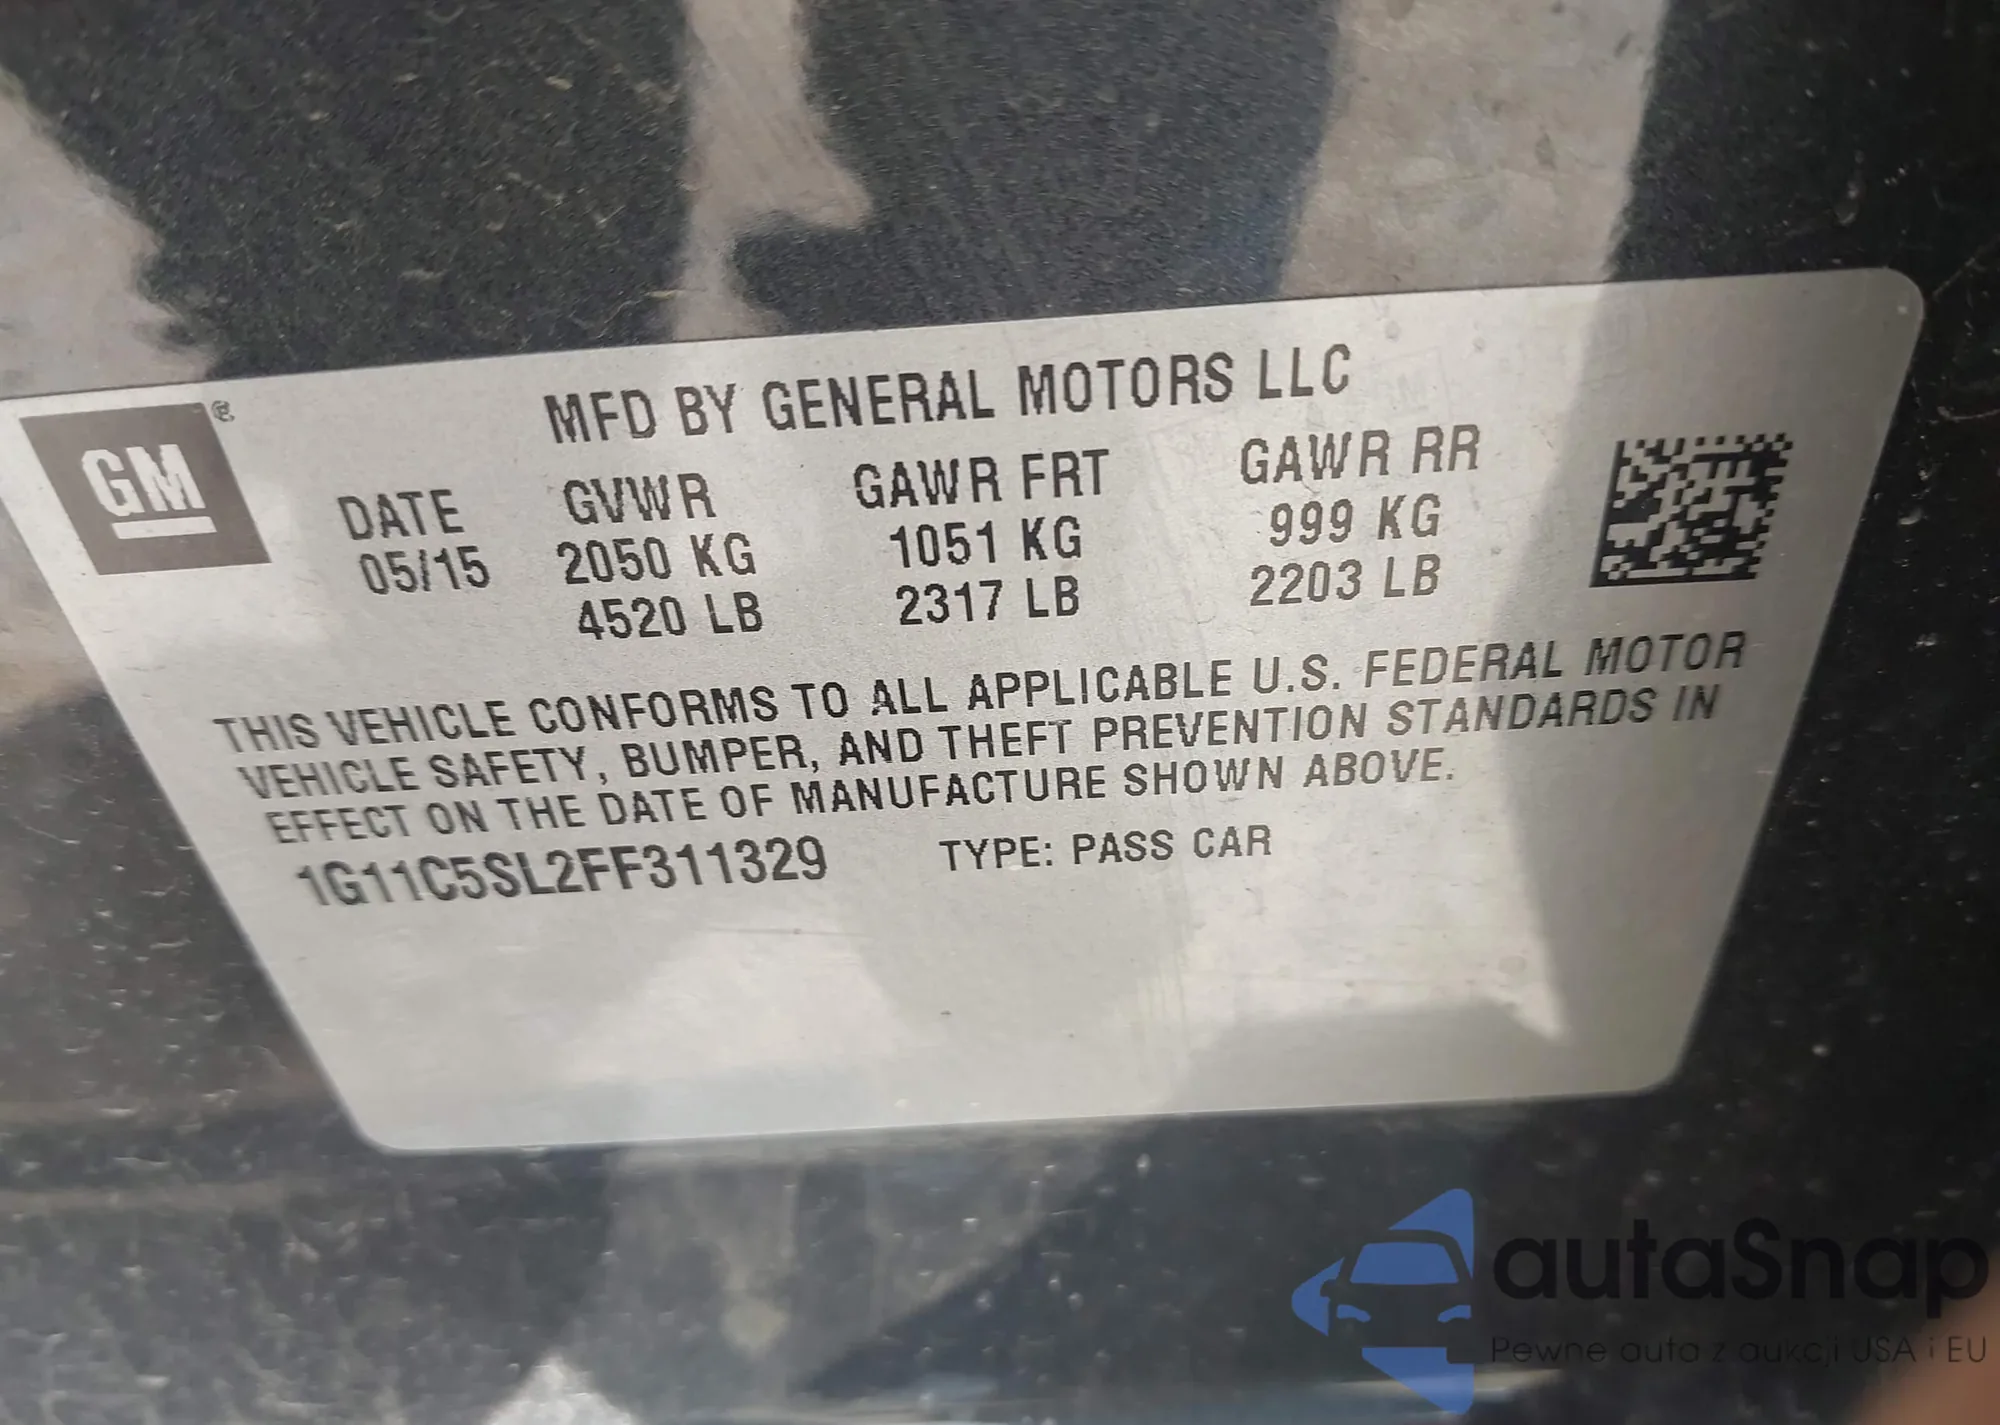 MFD BY GENERAL MOTORS LLC
GM®
DATE GVWR GAWR FRT GAWR RR
05/15 2050 KG 1051 KG 999 KG
4520 LB 2317 LB 2203 LB
THIS VEHICLE CONFORMS TO ALL APPLICABLE U.S. FEDERAL MOTOR
VEHICLE SAFETY, BUMPER, AND THEFT PREVENTION STANDARDS IN
EFFECT ON THE DATE OF MANUFACTURE SHOWN ABOVE.
1G11C5SL2FF311329 TYPE: PASS CAR
autaSnap
Pewne auta z aukcji USA i EU